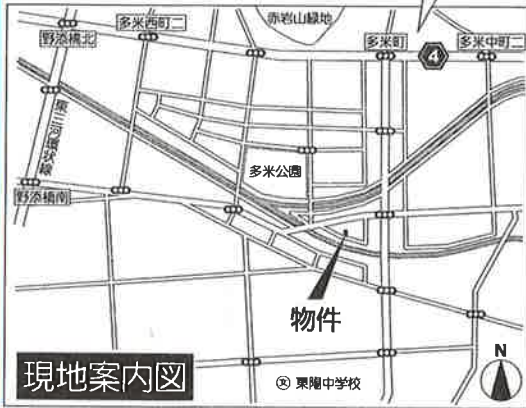 赤岩山緑地
多米西町二
野添橋北
多米町
4
多米中町二
東三河環状線
多米公園
野添橋南
物件
現地案内図
文 東陽中学校
N